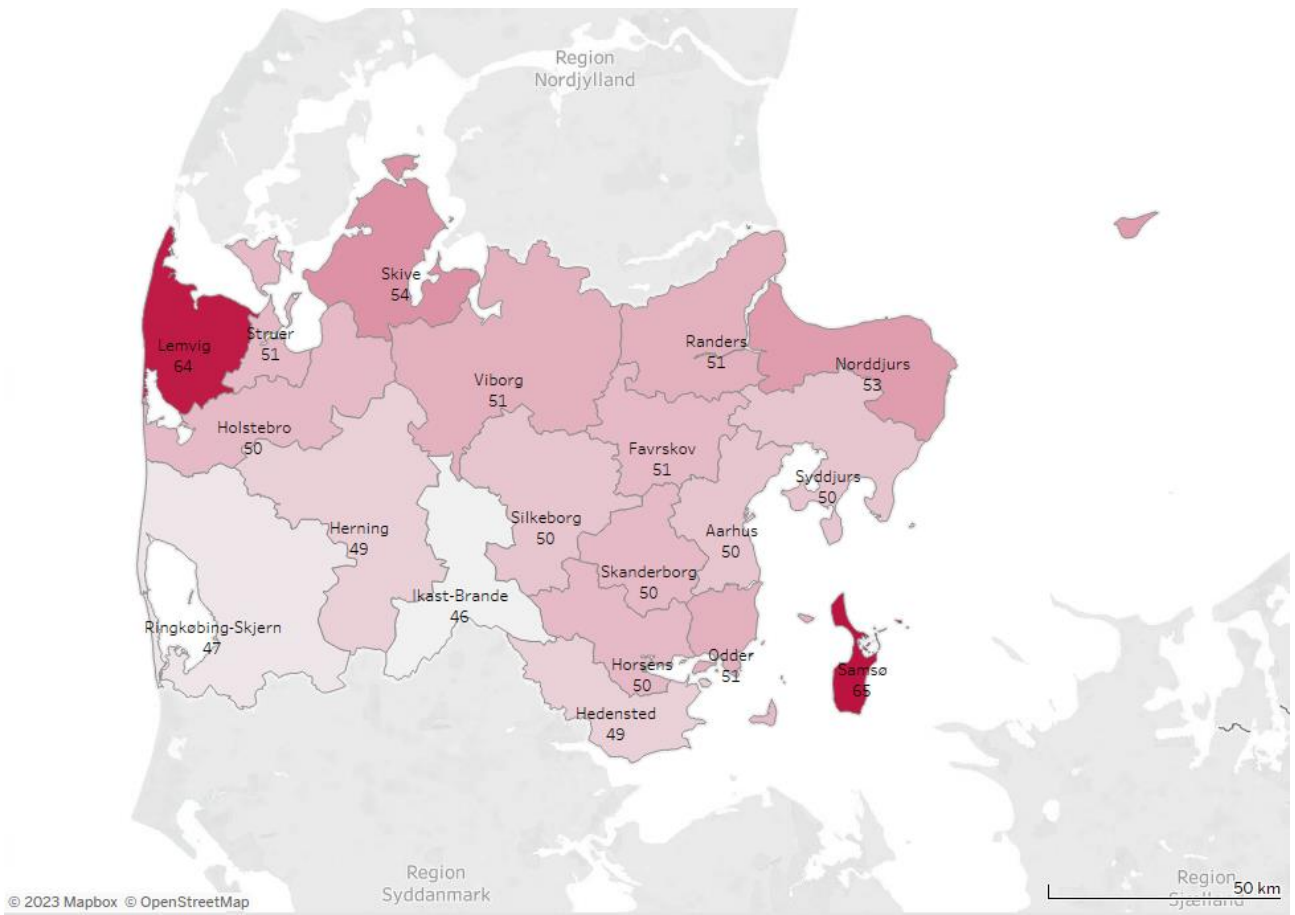 Region
Nordjylland
Skive
54
Struer
51
Lemvig
64
Randers
51
Norddjurs
53
Viborg
51
Holstebro
50
Favrskov
51
Syddjurs
50
Silkeborg
50
Herning
49
Aarhus
50
Skanderborg
50
Ikast-Brande
46
Ringkøbing-Skjern
47
Odder
51
Horsens
50
Samsø
65
Hedensted
49
Region
Syddanmark
Region
Sjælland
50 km
© 2023 Mapbox © OpenStreetMap